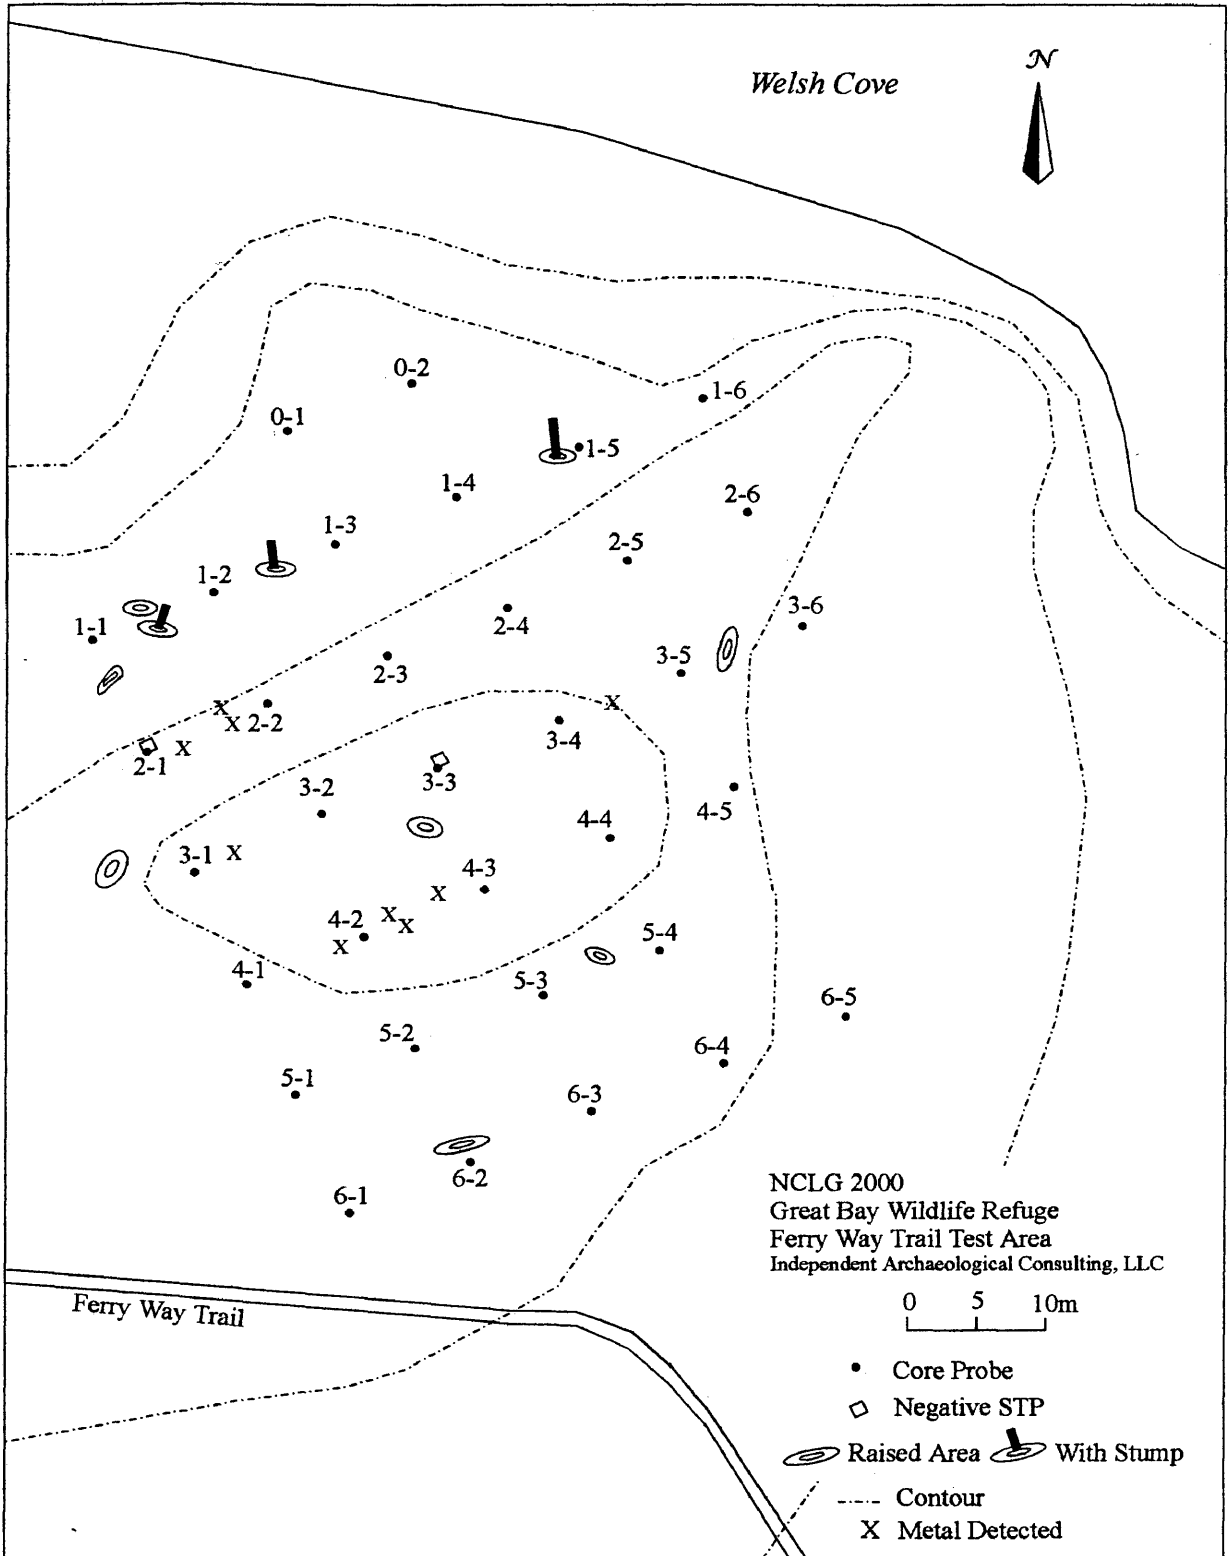 N
Welsh Cove
0-2
1-6
0-1
1-5
1-4
2-6
1-3
2-5
1-2
3-6
1-1
2-4
3-5
2-3
X
X
X 2-2
3-4
X
2-1
3-3
3-2
4-5
4-4
X
3-1
4-3
X
X
4-2
X
X
5-4
4-1
5-3
6-5
5-2
6-4
5-1
6-3
6-2
6-1
NCLG 2000
Great Bay Wildlife Refuge
Ferry Way Trail Test Area
Independent Archaeological Consulting, LLC
Ferry Way Trail
0 5 10m
Core Probe
Negative STP
Raised Area With Stump
Contour
X Metal Detected